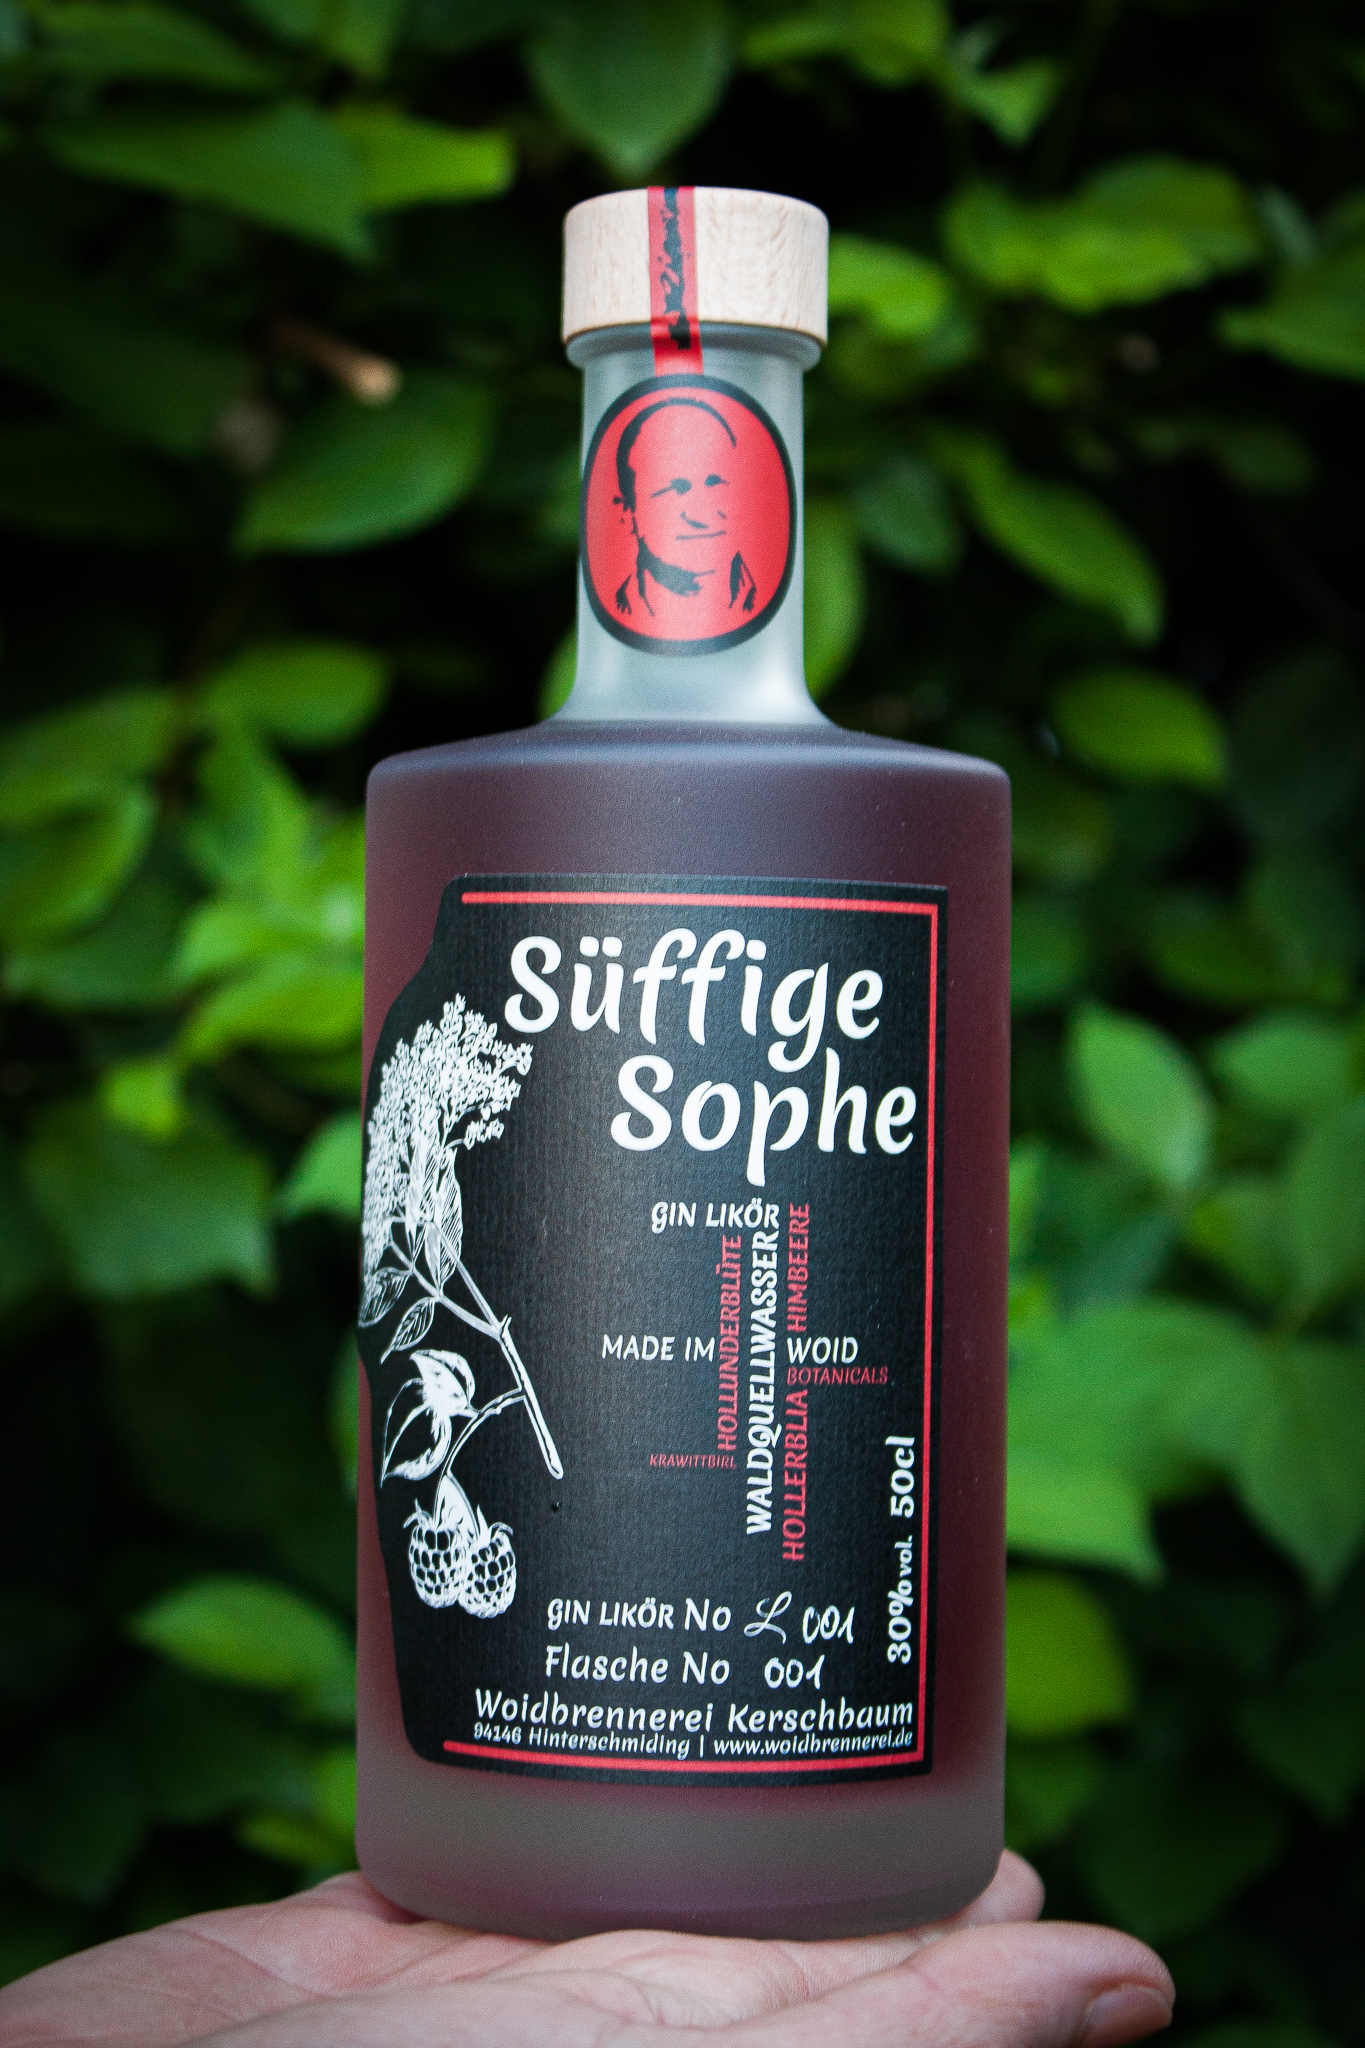 Süffige
Sophe
GIN LIKÖR
HOLLUNDERBLÜTE
WALDQUELLWASSER
HIMBEERE
MADE IM
WOID
BOTANICALS
KRAWITTBIRL
HOLLERBLIA
30%vol. 50cl
GIN LIKÖR No L 001
Flasche No 001
Woidbrennerei Kerschbaum
94146 Hinterschmiding | www.woidbrennerei.de